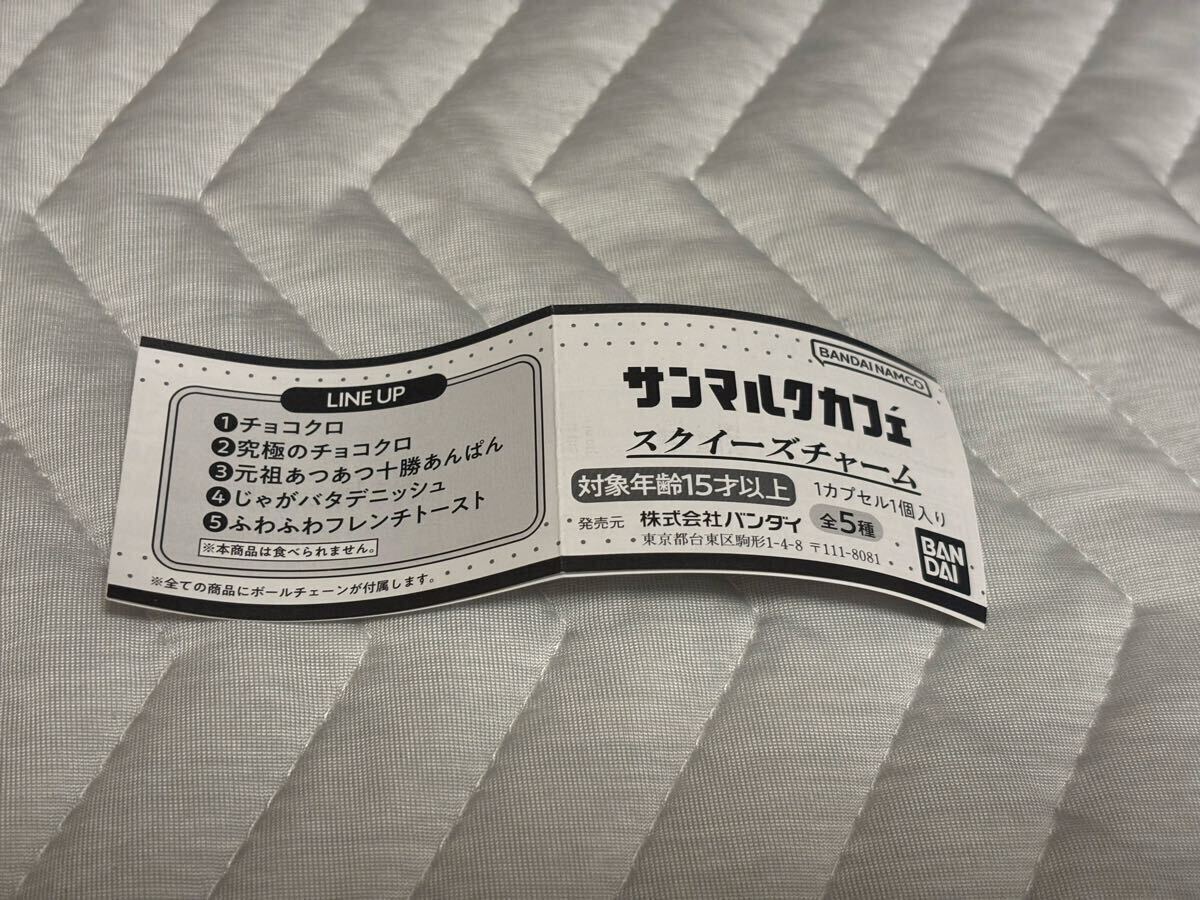 LINE UP
❶チョコクロ
❷究極のチョコクロ
❸元祖あつあつ十勝あんぱん
❹じゃがバタデニッシュ
❺ふわふわフレンチトースト
※本商品は食べられません。
※全ての商品にボールチェーンが付属します。
BANDAI NAMCO
サンマルクカフェ
スクイーズチャーム
対象年齢15才以上
1カプセル1個入り
発売元 株式会社バンダイ 全5種
東京都台東区駒形1-4-8 〒111-8081
BAN
DAI